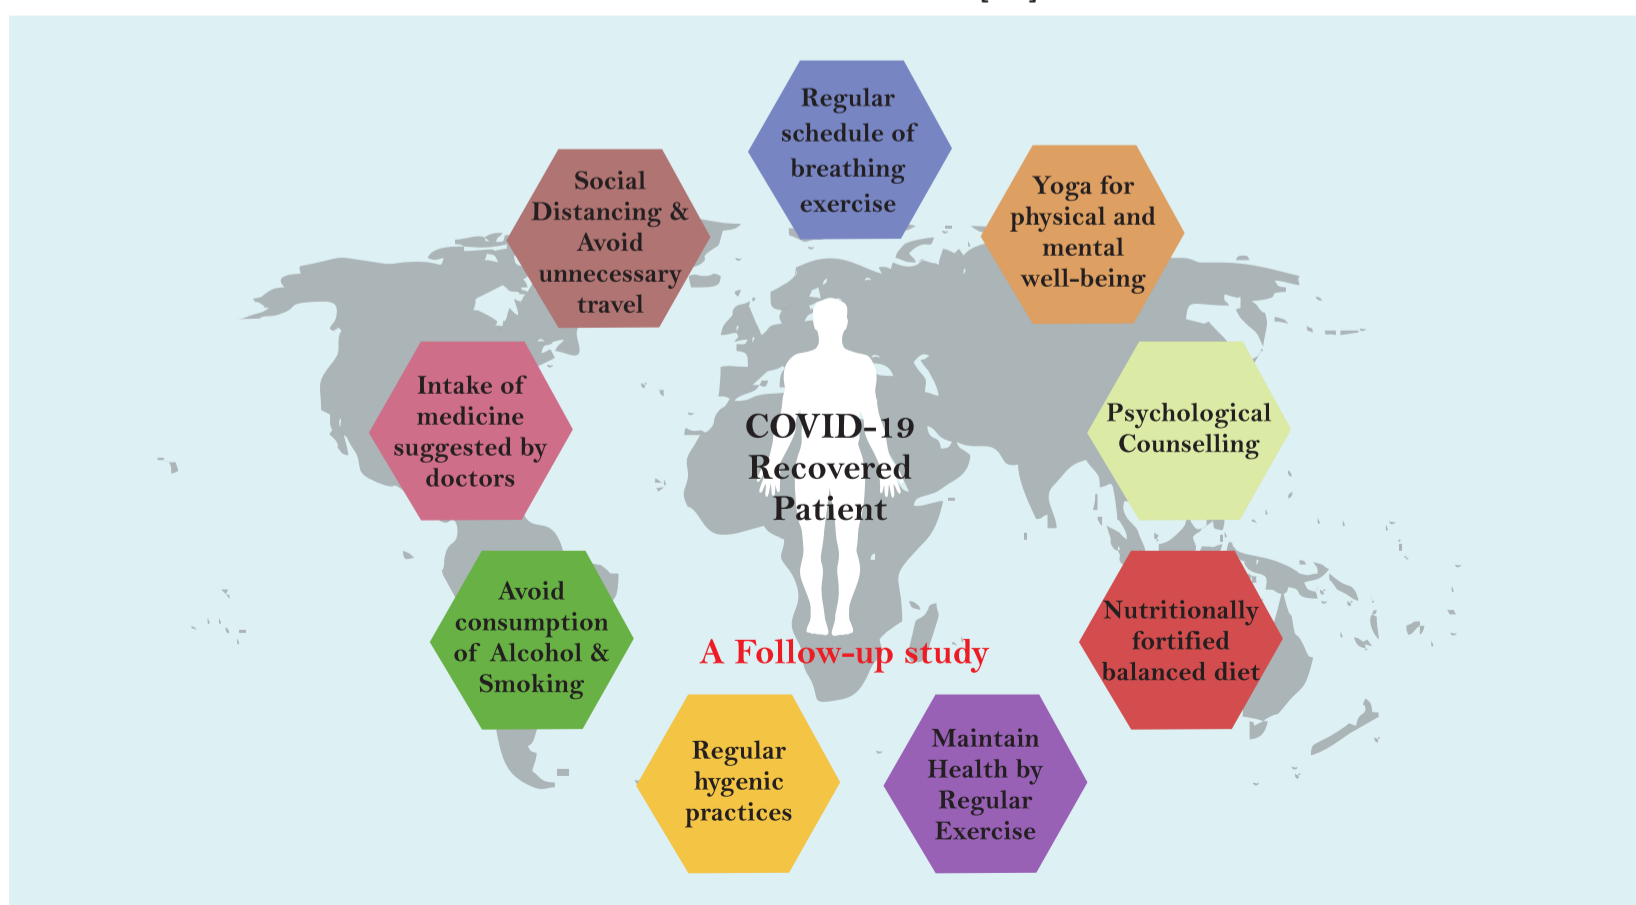 Regular
schedule of
breathing
exercise
Yoga for
physical and
mental
well-being
Psychological
Counselling
Nutritionally
fortified
balanced diet
Maintain
Health by
Regular
Exercise
Regular
hygenic
practices
Avoid
consumption
of Alcohol &
Smoking
Intake of
medicine
suggested by
doctors
Social
Distancing &
Avoid
unnecessary
travel
COVID-19
Recovered
Patient
A Follow-up study